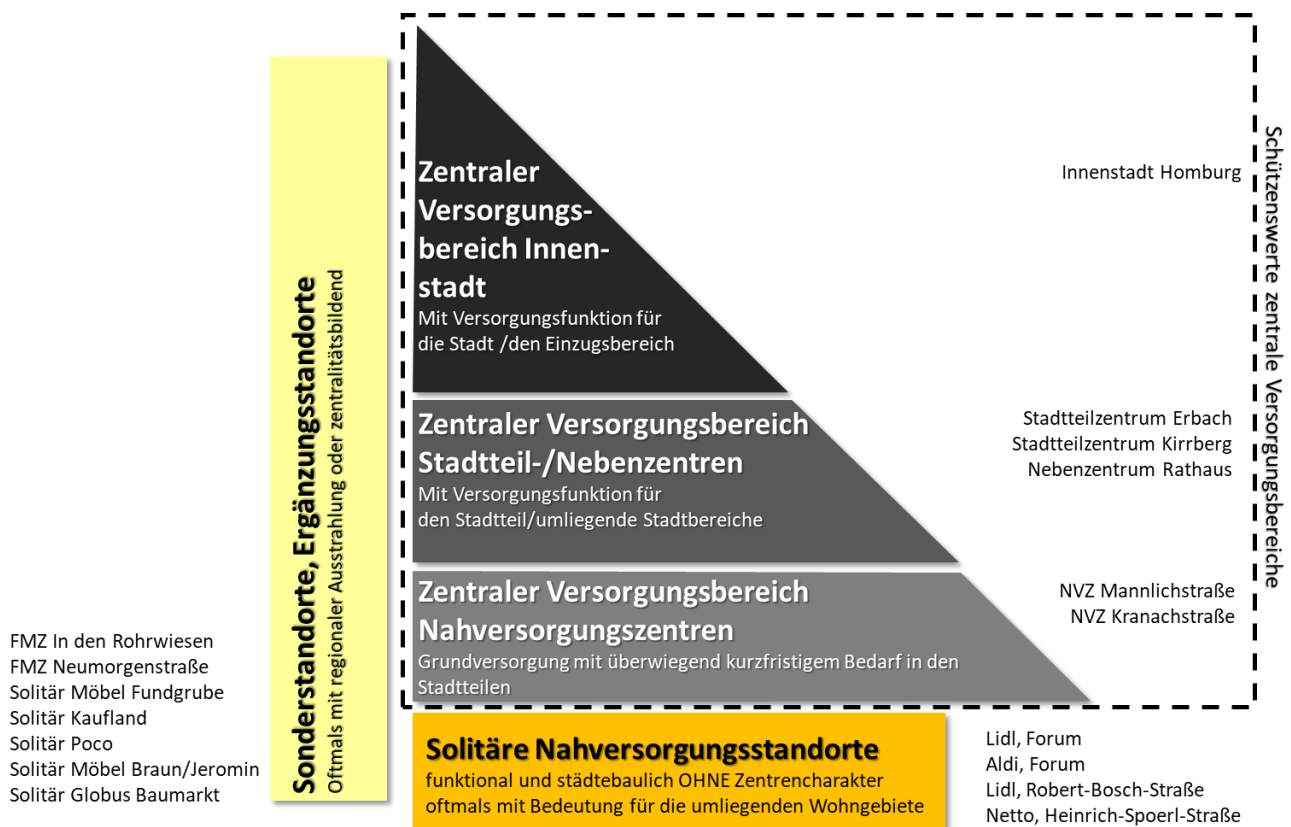 Zentraler
Versorgungs-
bereich Innen-
stadt
Mit Versorgungsfunktion für
die Stadt /den Einzugsbereich
Innenstadt Homburg
Zentraler Versorgungsbereich
Stadtteil-/Nebenzentren
Mit Versorgungsfunktion für
den Stadtteil/umliegende Stadtbereiche
Stadtteilzentrum Erbach
Stadtteilzentrum Kirrberg
Nebenzentrum Rathaus
Zentraler Versorgungsbereich
Nahversorgungszentren
Grundversorgung mit überwiegend kurzfristigem Bedarf in den
Stadtteilen
NVZ Mannlichstraße
NVZ Kranachstraße
Schützenswerte zentrale Versorgungsbereiche
Sonderstandorte, Ergänzungsstandorte
Oftmals mit regionaler Ausstrahlung oder zentralitätsbildend
FMZ In den Rohrwiesen
FMZ Neumorgenstraße
Solitär Möbel Fundgrube
Solitär Kaufland
Solitär Poco
Solitär Möbel Braun/Jeromin
Solitär Globus Baumarkt
Solitäre Nahversorgungsstandorte
funktional und städtebaulich OHNE Zentrencharakter
oftmals mit Bedeutung für die umliegenden Wohngebiete
Lidl, Forum
Aldi, Forum
Lidl, Robert-Bosch-Straße
Netto, Heinrich-Spoerl-Straße